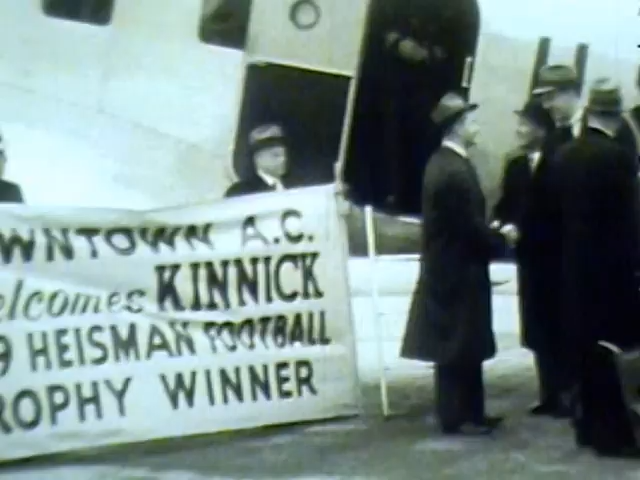 WNTOWN A.C.
elcomes KINNICK
9 HEISMAN FOOTBALL
ROPHY WINNER